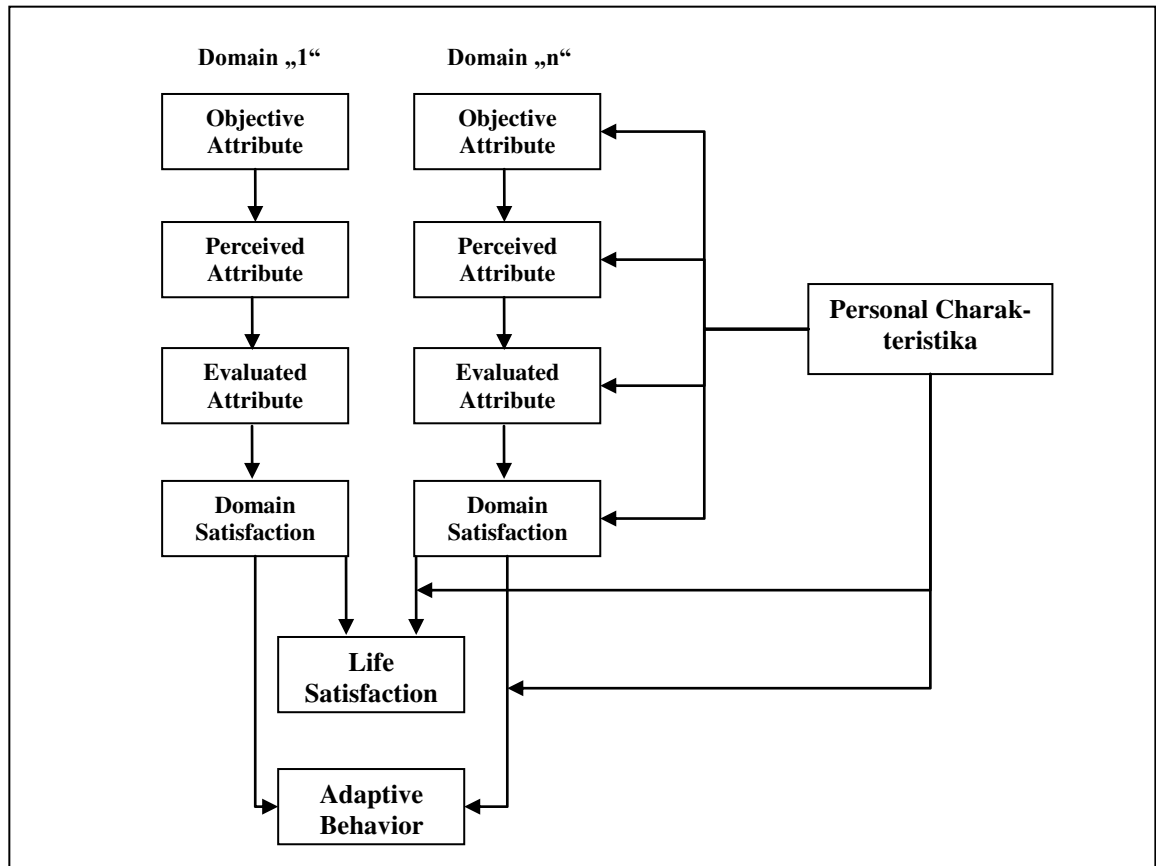 Domain „1“
Domain „n“
Objective
Attribute
Objective
Attribute
Perceived
Attribute
Perceived
Attribute
Personal Charak-
teristika
Evaluated
Attribute
Evaluated
Attribute
Domain
Satisfaction
Domain
Satisfaction
Life
Satisfaction
Adaptive
Behavior